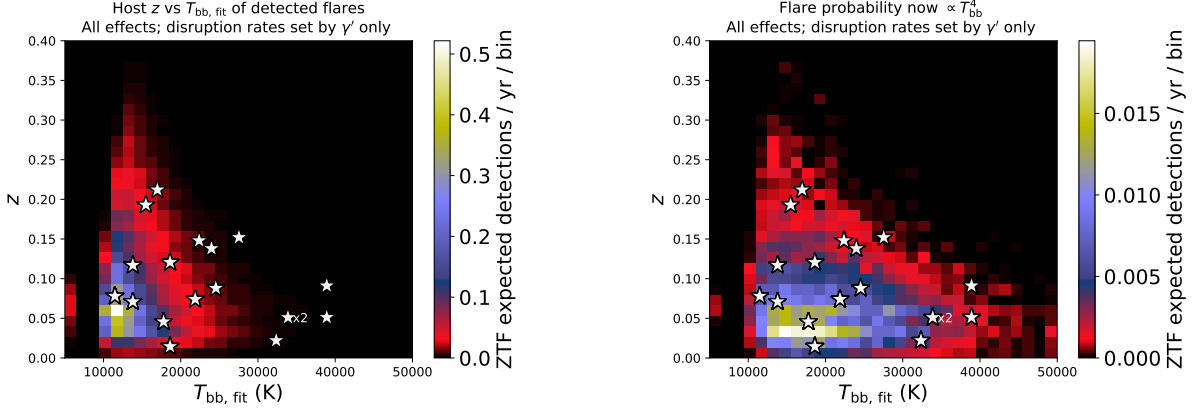 Host z vs T_bb, fit of detected flares
All effects; disruption rates set by γ′ only
0.40
0.35
0.30
0.25
0.20
0.15
0.10
0.05
0.00
z
x2
10000 20000 30000 40000 50000
T_bb, fit (K)
0.5
0.4
0.3
0.2
0.1
0.0
ZTF expected detections / yr / bin
Flare probability now ∝ T_bb^4
All effects; disruption rates set by γ′ only
0.40
0.35
0.30
0.25
0.20
0.15
0.10
0.05
0.00
z
x2
10000 20000 30000 40000 50000
T_bb, fit (K)
0.015
0.010
0.005
0.000
ZTF expected detections / yr / bin